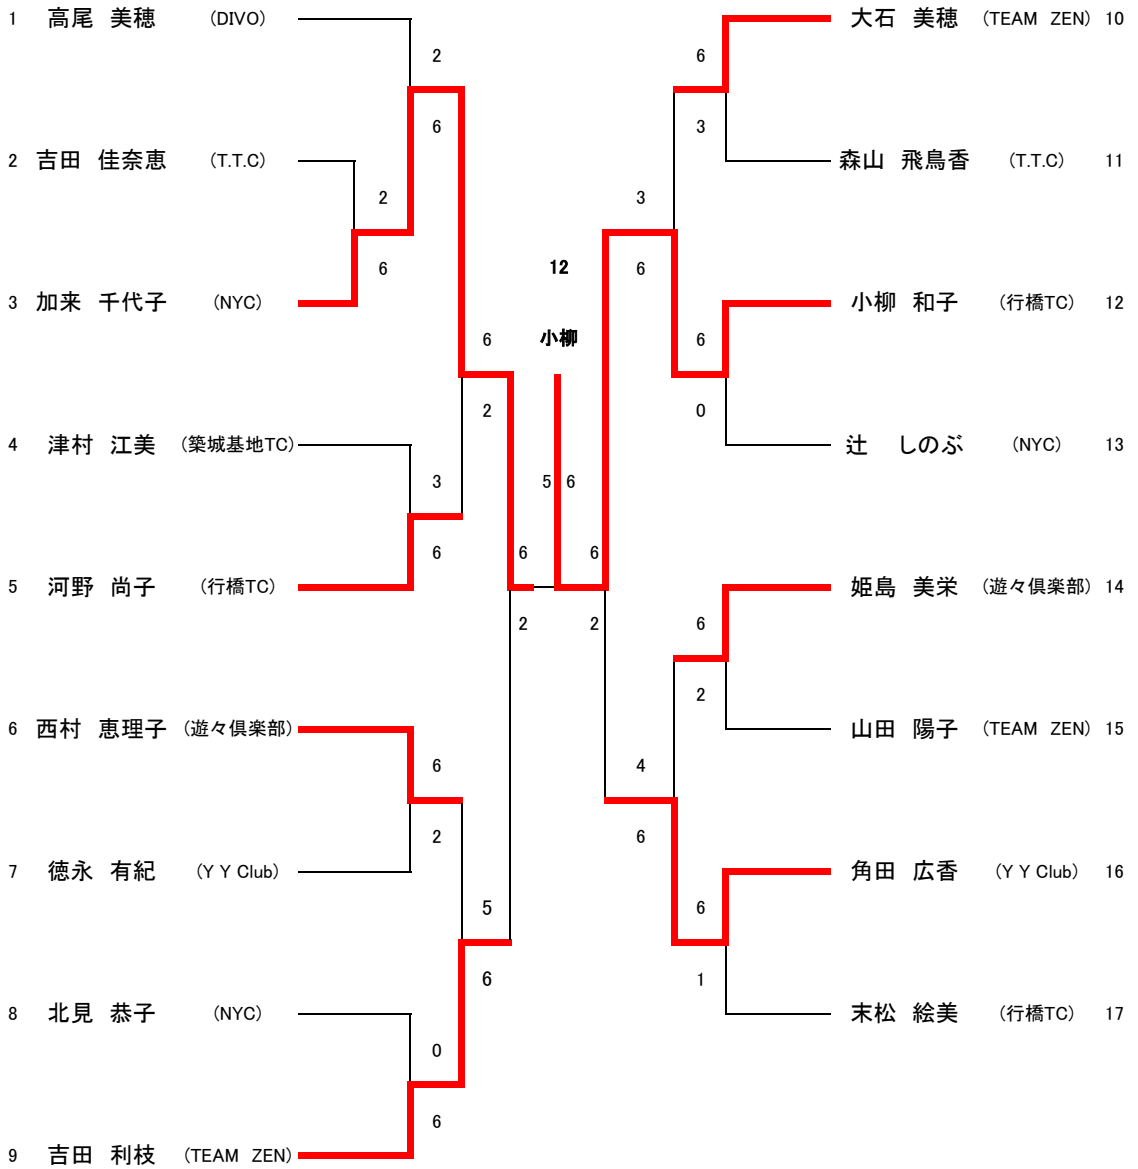 1 高尾 美穂 (DIVO)
2
6
2 吉田 佳奈恵 (T.T.C)
2
6
3 加来 千代子 (NYC)
6
2
4 津村 江美 (築城基地TC)
3
6
5 河野 尚子 (行橋TC)
6
2
6 西村 恵理子 (遊々倶楽部)
6
2
7 徳永 有紀 (Y Y Club)
5
6
8 北見 恭子 (NYC)
0
6
9 吉田 利枝 (TEAM ZEN)
12
小柳
5 6
大石 美穂 (TEAM ZEN) 10
6
3
森山 飛鳥香 (T.T.C) 11
3
6
小柳 和子 (行橋TC) 12
6
0
辻 しのぶ (NYC) 13
6
2
姫島 美栄 (遊々倶楽部) 14
6
2
山田 陽子 (TEAM ZEN) 15
4
6
角田 広香 (Y Y Club) 16
6
1
末松 絵美 (行橋TC) 17